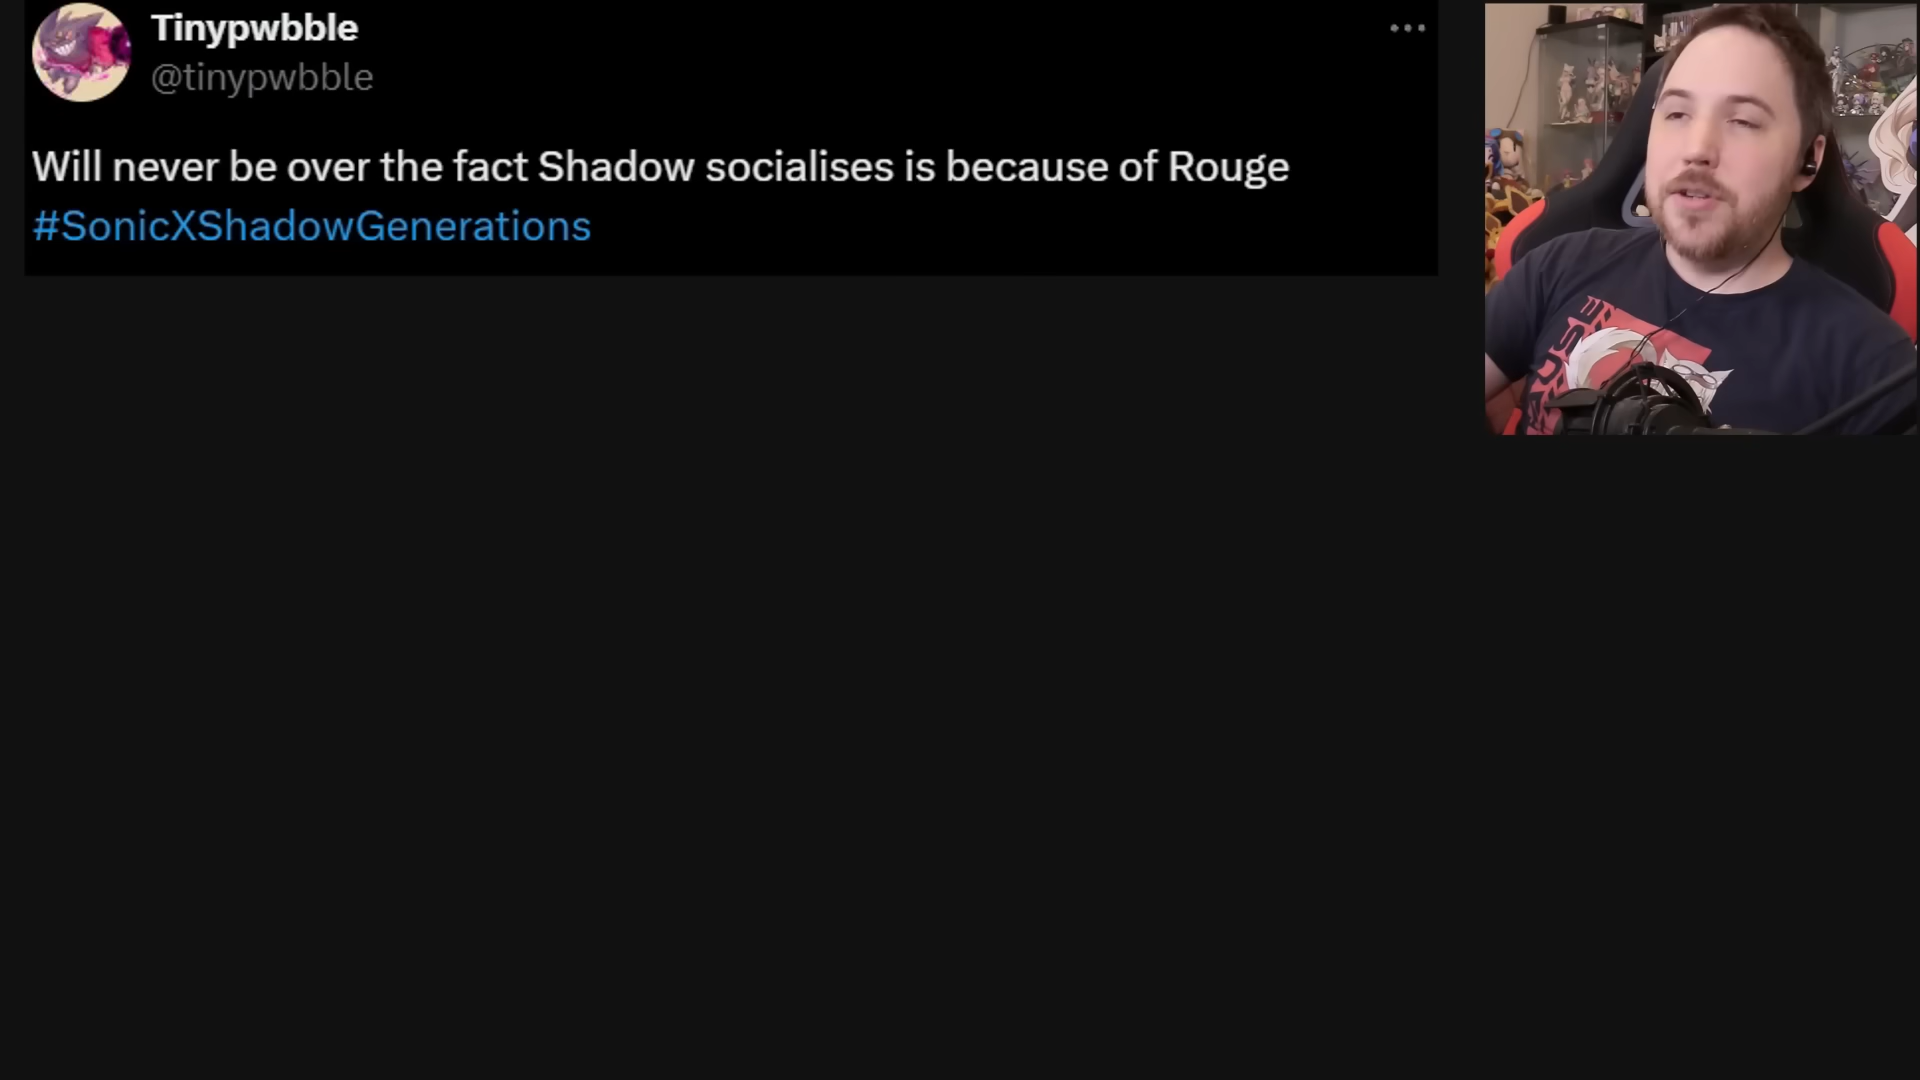 Tinypwbble
@tinypwbble
Will never be over the fact Shadow socialises is because of Rouge
#SonicXShadowGenerations